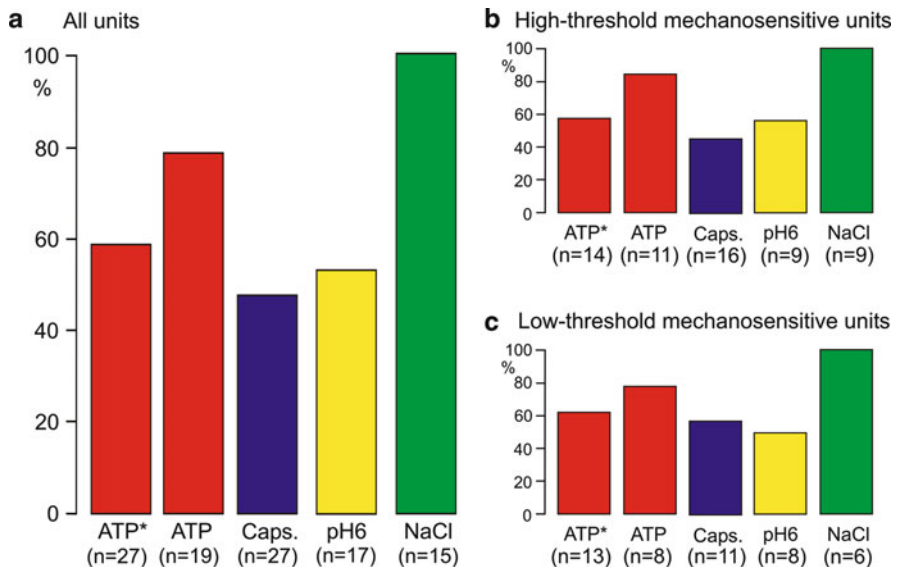 a All units
100
%
80
60
40
20
0
ATP* ATP Caps. pH6 NaCl
(n=27) (n=19) (n=27) (n=17) (n=15)
b High-threshold mechanosensitive units
100
%
80
60
40
20
0
ATP* ATP Caps. pH6 NaCl
(n=14) (n=11) (n=16) (n=9) (n=9)
c Low-threshold mechanosensitive units
100
%
80
60
40
20
0
ATP* ATP Caps. pH6 NaCl
(n=13) (n=8) (n=11) (n=8) (n=6)